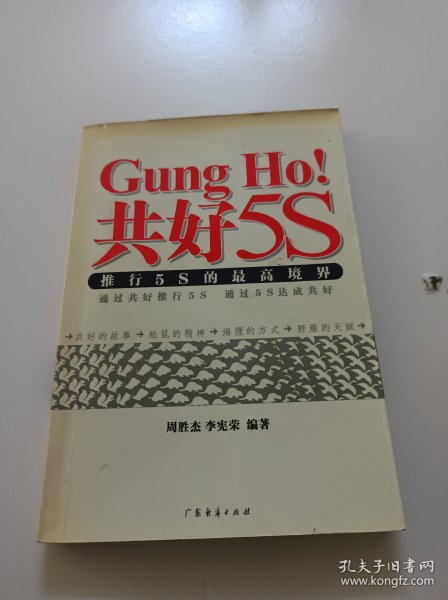 Gung Ho!
共好5S
推行5S的最高境界
通过共好推行5S 通过5S达成共好
→共好的故事→松鼠的精神→海狸的方式→野雁的天赋→
周胜杰 李宪荣 编著
广东经济出版社
孔夫子旧书网
www.kongfz.com